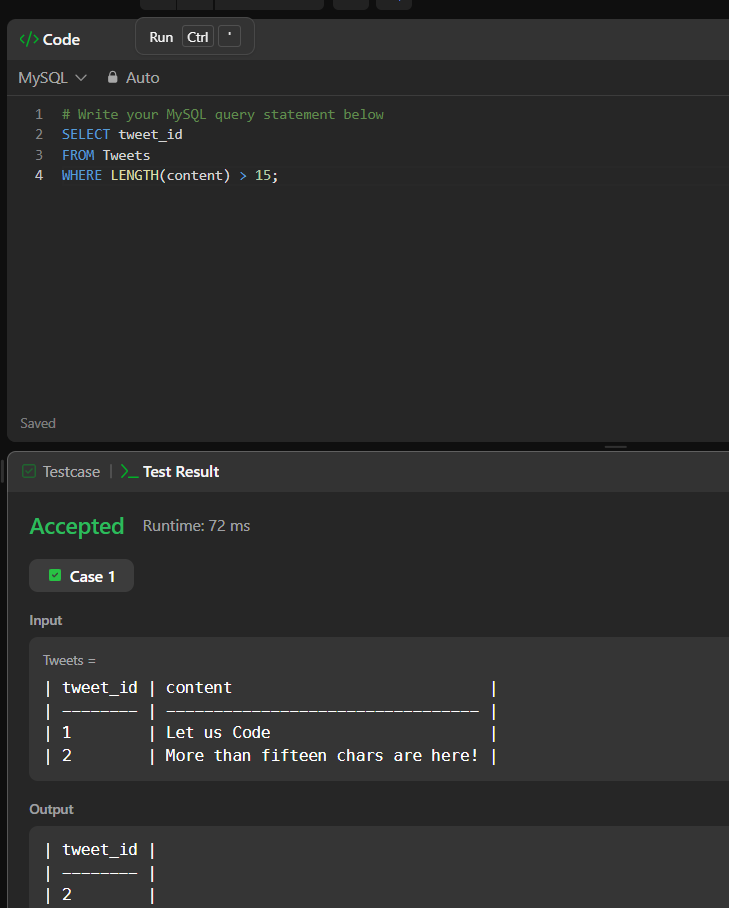 </> Code
Run Ctrl '
MySQL Auto
1 # Write your MySQL query statement below
2 SELECT tweet_id
3 FROM Tweets
4 WHERE LENGTH(content) > 15;
Saved
Testcase | >_ Test Result
Accepted Runtime: 72 ms
Case 1
Input
Tweets =
| tweet_id | content                           |
| -------- | --------------------------------- |
| 1        | Let us Code                       |
| 2        | More than fifteen chars are here! |
Output
| tweet_id |
| -------- |
| 2        |